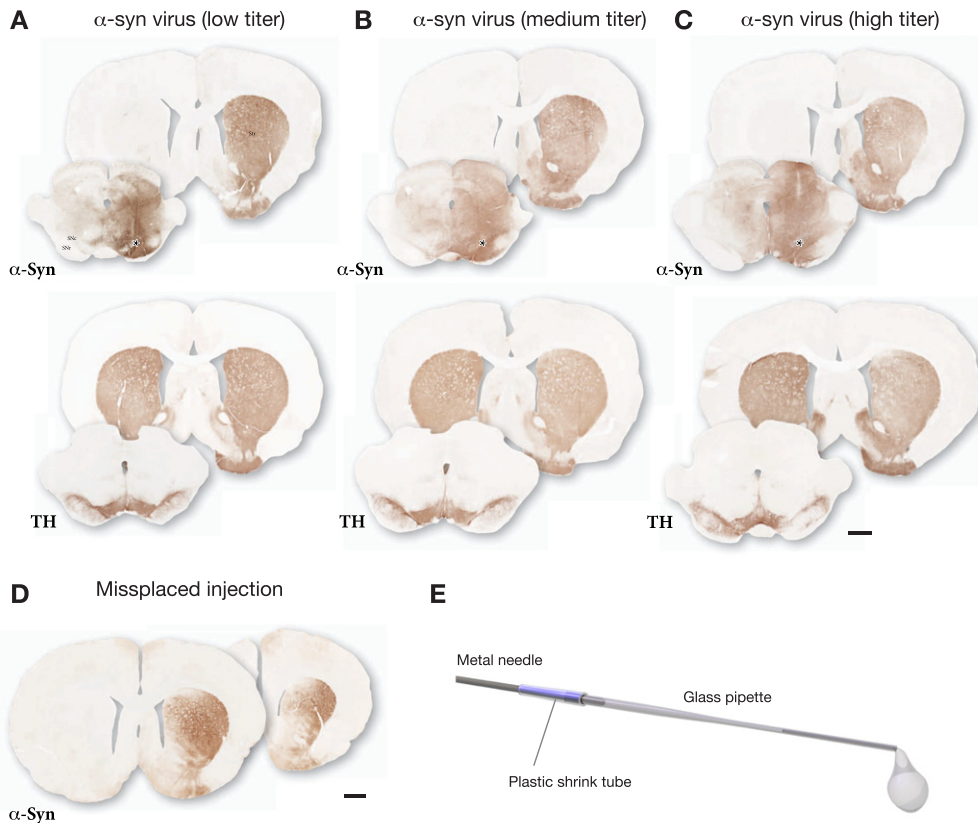 A
α-syn virus (low titer)
B
α-syn virus (medium titer)
C
α-syn virus (high titer)
SNc
SNr
*
*
*
α-Syn
α-Syn
α-Syn
TH
TH
TH
D
Missplaced injection
E
Metal needle
Glass pipette
Plastic shrink tube
α-Syn